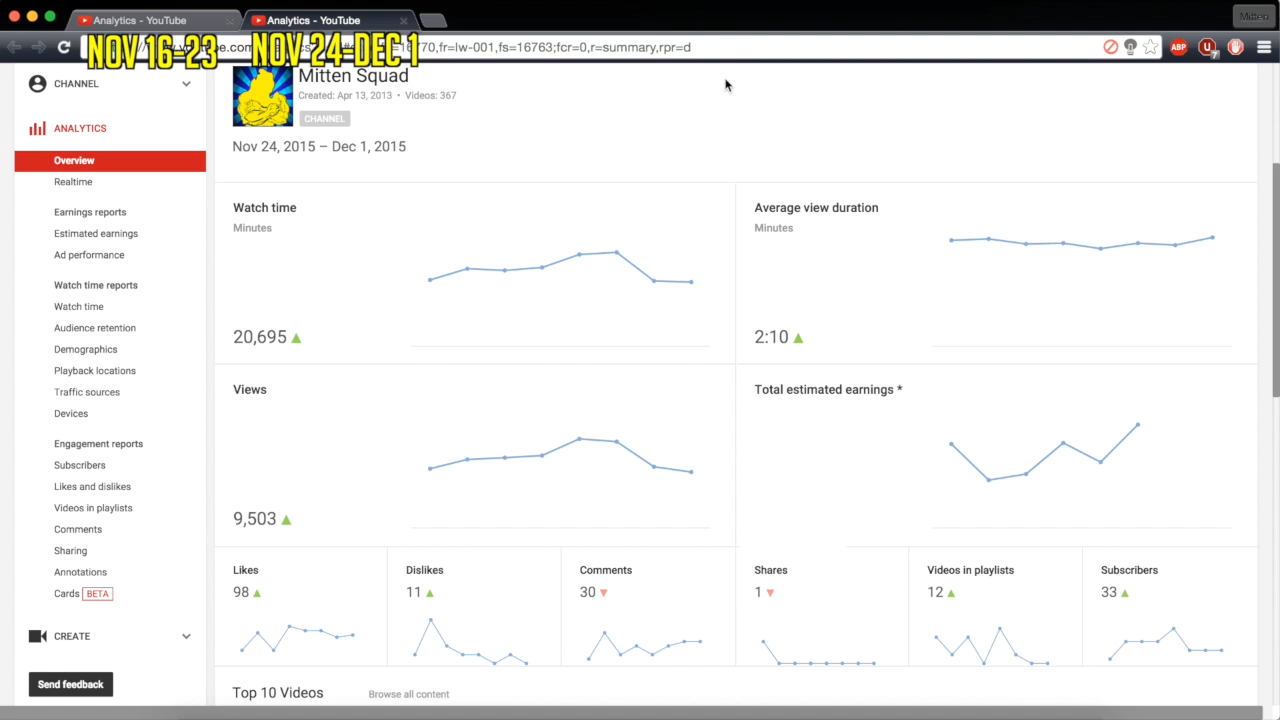 Analytics - YouTube
Analytics - YouTube
Mitten
NOV 16-23
NOV 24-DEC 1
70,fr=lw-001,fs=16763;fcr=0,r=summary,rpr=d
ABP
7
CHANNEL
ANALYTICS
Overview
Realtime
Earnings reports
Estimated earnings
Ad performance
Watch time reports
Watch time
Audience retention
Demographics
Playback locations
Traffic sources
Devices
Engagement reports
Subscribers
Likes and dislikes
Videos in playlists
Comments
Sharing
Annotations
Cards BETA
CREATE
Send feedback
Mitten Squad
Created: Apr 13, 2013 • Videos: 367
CHANNEL
Nov 24, 2015 – Dec 1, 2015
Watch time
Minutes
20,695
Average view duration
Minutes
2:10
Views
9,503
Total estimated earnings *
Likes
98
Dislikes
11
Comments
30
Shares
1
Videos in playlists
12
Subscribers
33
Top 10 Videos
Browse all content